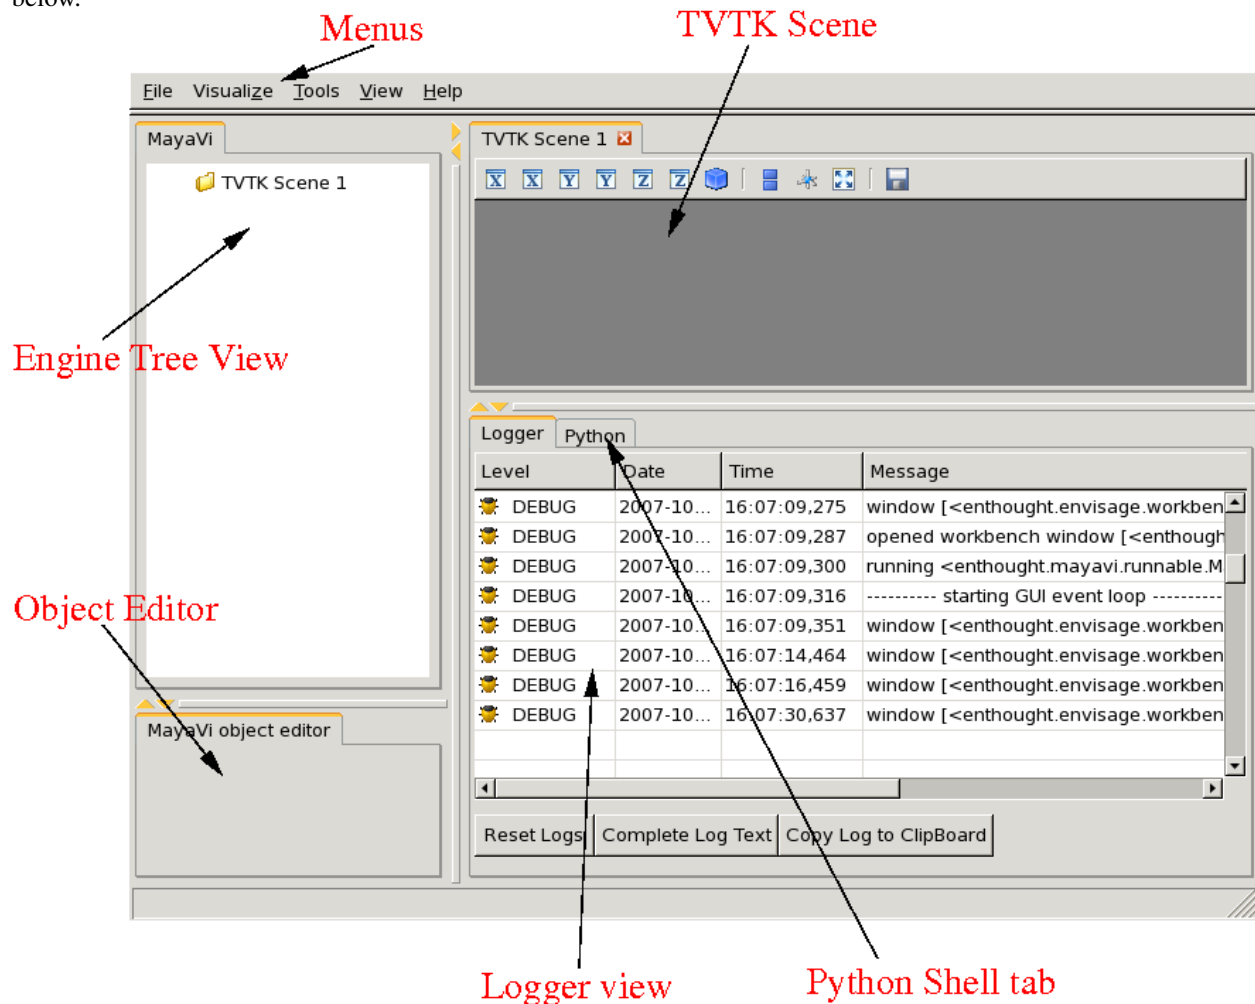 below.
Menus
TVTK Scene
File Visualize Tools View Help
MayaVi
TVTK Scene 1
TVTK Scene 1
X X Y Y Z Z
Engine Tree View
Logger Python
Level Date Time Message
DEBUG 2007-10... 16:07:09,275 window [<enthought.envisage.workben
DEBUG 2007-10... 16:07:09,287 opened workbench window [<enthough
DEBUG 2007-10... 16:07:09,300 running <enthought.mayavi.runnable.M
DEBUG 2007-10... 16:07:09,316 ---------- starting GUI event loop ----------
DEBUG 2007-10... 16:07:09,351 window [<enthought.envisage.workben
DEBUG 2007-10... 16:07:14,464 window [<enthought.envisage.workben
DEBUG 2007-10... 16:07:16,459 window [<enthought.envisage.workben
DEBUG 2007-10... 16:07:30,637 window [<enthought.envisage.workben
Object Editor
MayaVi object editor
Reset Logs Complete Log Text Copy Log to ClipBoard
Logger view
Python Shell tab